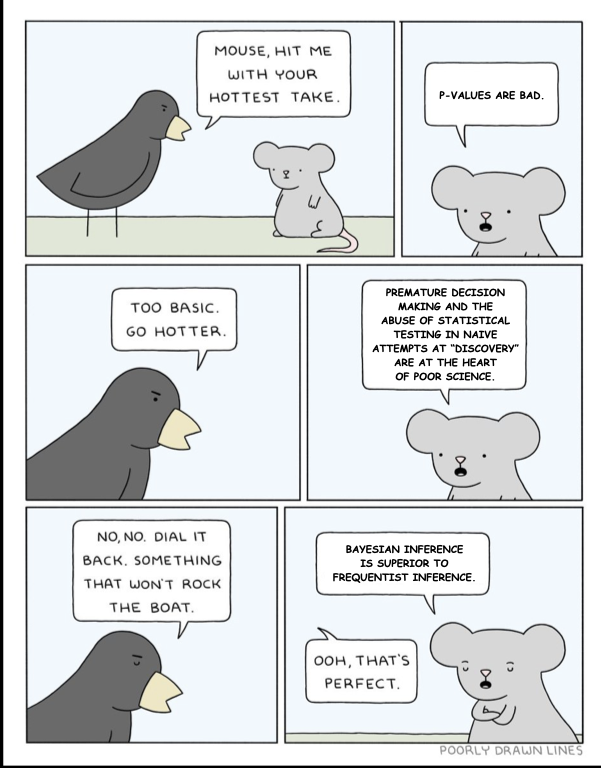 MOUSE, HIT ME
WITH YOUR
HOTTEST TAKE.
P-VALUES ARE BAD.
TOO BASIC.
GO HOTTER.
PREMATURE DECISION
MAKING AND THE
ABUSE OF STATISTICAL
TESTING IN NAIVE
ATTEMPTS AT "DISCOVERY"
ARE AT THE HEART
OF POOR SCIENCE.
NO, NO. DIAL IT
BACK. SOMETHING
THAT WON'T ROCK
THE BOAT.
BAYESIAN INFERENCE
IS SUPERIOR TO
FREQUENTIST INFERENCE.
OOH, THAT'S
PERFECT.
POORLY DRAWN LINES